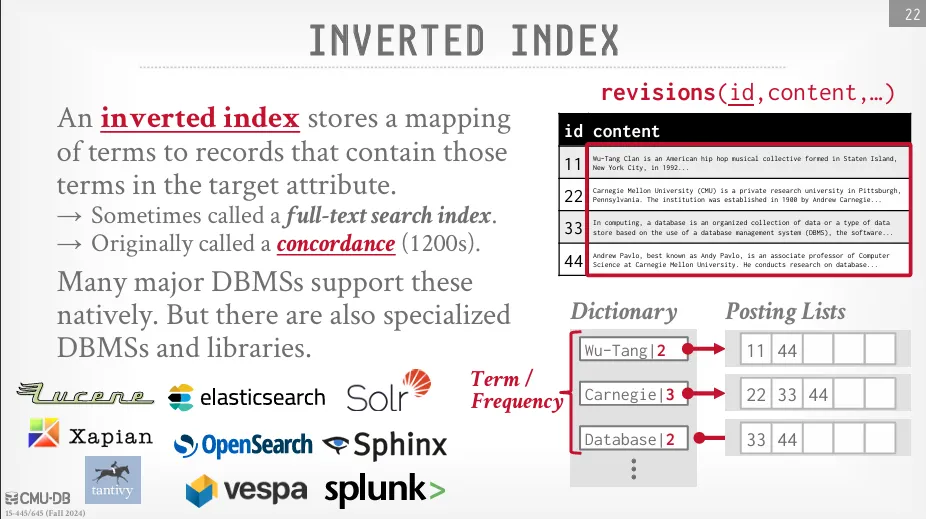 22
INVERTED INDEX
An inverted index stores a mapping
of terms to records that contain those
terms in the target attribute.
→ Sometimes called a full-text search index.
→ Originally called a concordance (1200s).
Many major DBMSs support these
natively. But there are also specialized
DBMSs and libraries.
Lucene
elasticsearch
Solr
Xapian
OpenSearch
Sphinx
tantivy
vespa
splunk>
CMU-DB
15-445/645 (Fall 2024)
revisions(id,content,…)
id content
11 Wu-Tang Clan is an American hip hop musical collective formed in Staten Island,
New York City, in 1992...
22 Carnegie Mellon University (CMU) is a private research university in Pittsburgh,
Pennsylvania. The institution was established in 1900 by Andrew Carnegie...
33 In computing, a database is an organized collection of data or a type of data
store based on the use of a database management system (DBMS), the software...
44 Andrew Pavlo, best known as Andy Pavlo, is an associate professor of Computer
Science at Carnegie Mellon University. He conducts research on database...
Dictionary
Posting Lists
Term /
Frequency
Wu-Tang|2
11 44
Carnegie|3
22 33 44
Database|2
33 44
⋮